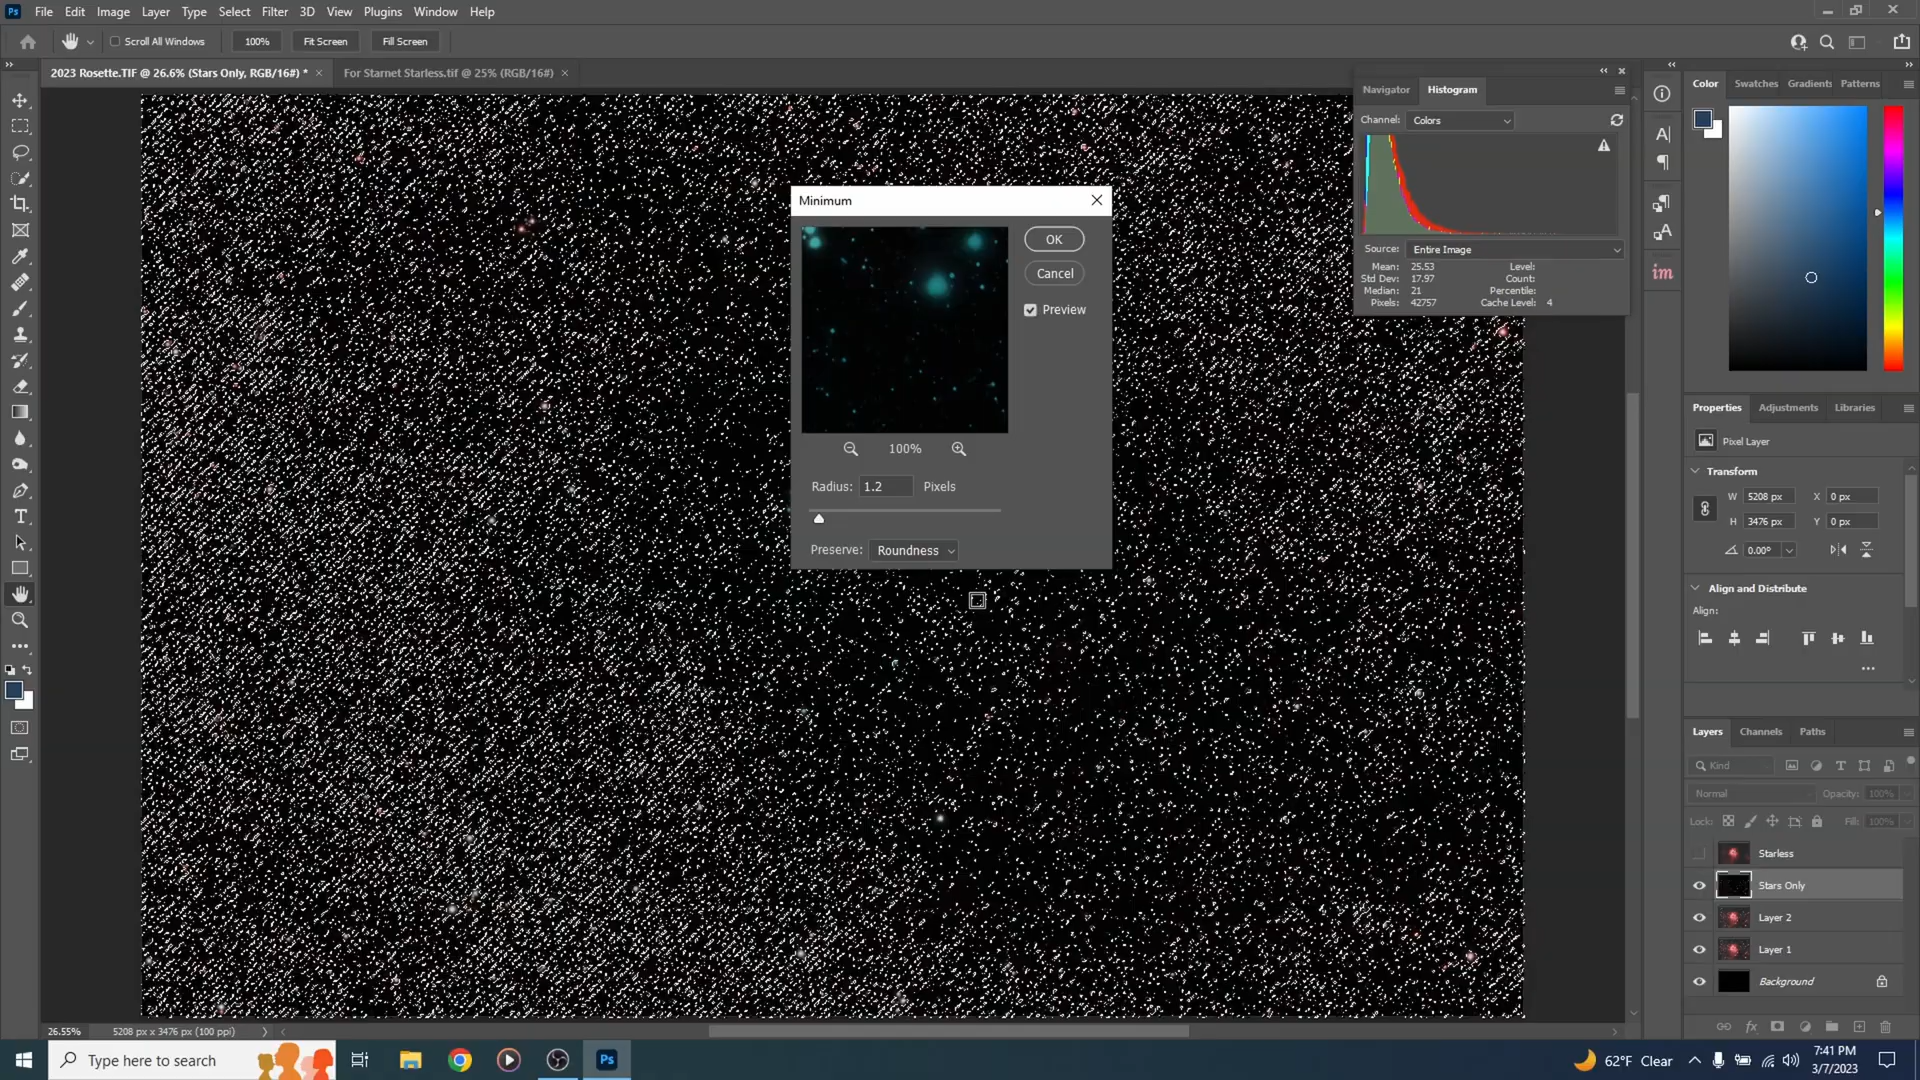 Ps File Edit Image Layer Type Select Filter 3D View Plugins Window Help
Scroll All Windows 100% Fit Screen Fill Screen
2023 Rosette.TIF @ 26.6% (Stars Only, RGB/16#) * × For Starnet Starless.tif @ 25% (RGB/16#) ×
Navigator Histogram
Channel: Colors
Source: Entire Image
Mean: 25.53 Level:
Std Dev: 17.97 Count:
Median: 21 Percentile:
Pixels: 42757 Cache Level: 4
Minimum
OK
Cancel
Preview
100%
Radius: 1.2 Pixels
Preserve: Roundness
Color Swatches Gradients Patterns
Properties Adjustments Libraries
Pixel Layer
Transform
W 5208 px X 0 px
H 3476 px Y 0 px
0.00°
Align and Distribute
Align:
Layers Channels Paths
Kind
Normal Opacity: 100%
Lock: Fill: 100%
Starless
Stars Only
Layer 2
Layer 1
Background
26.55% 5208 px x 3476 px (100 ppi)
Type here to search
Ps
62°F Clear
7:41 PM
3/7/2023